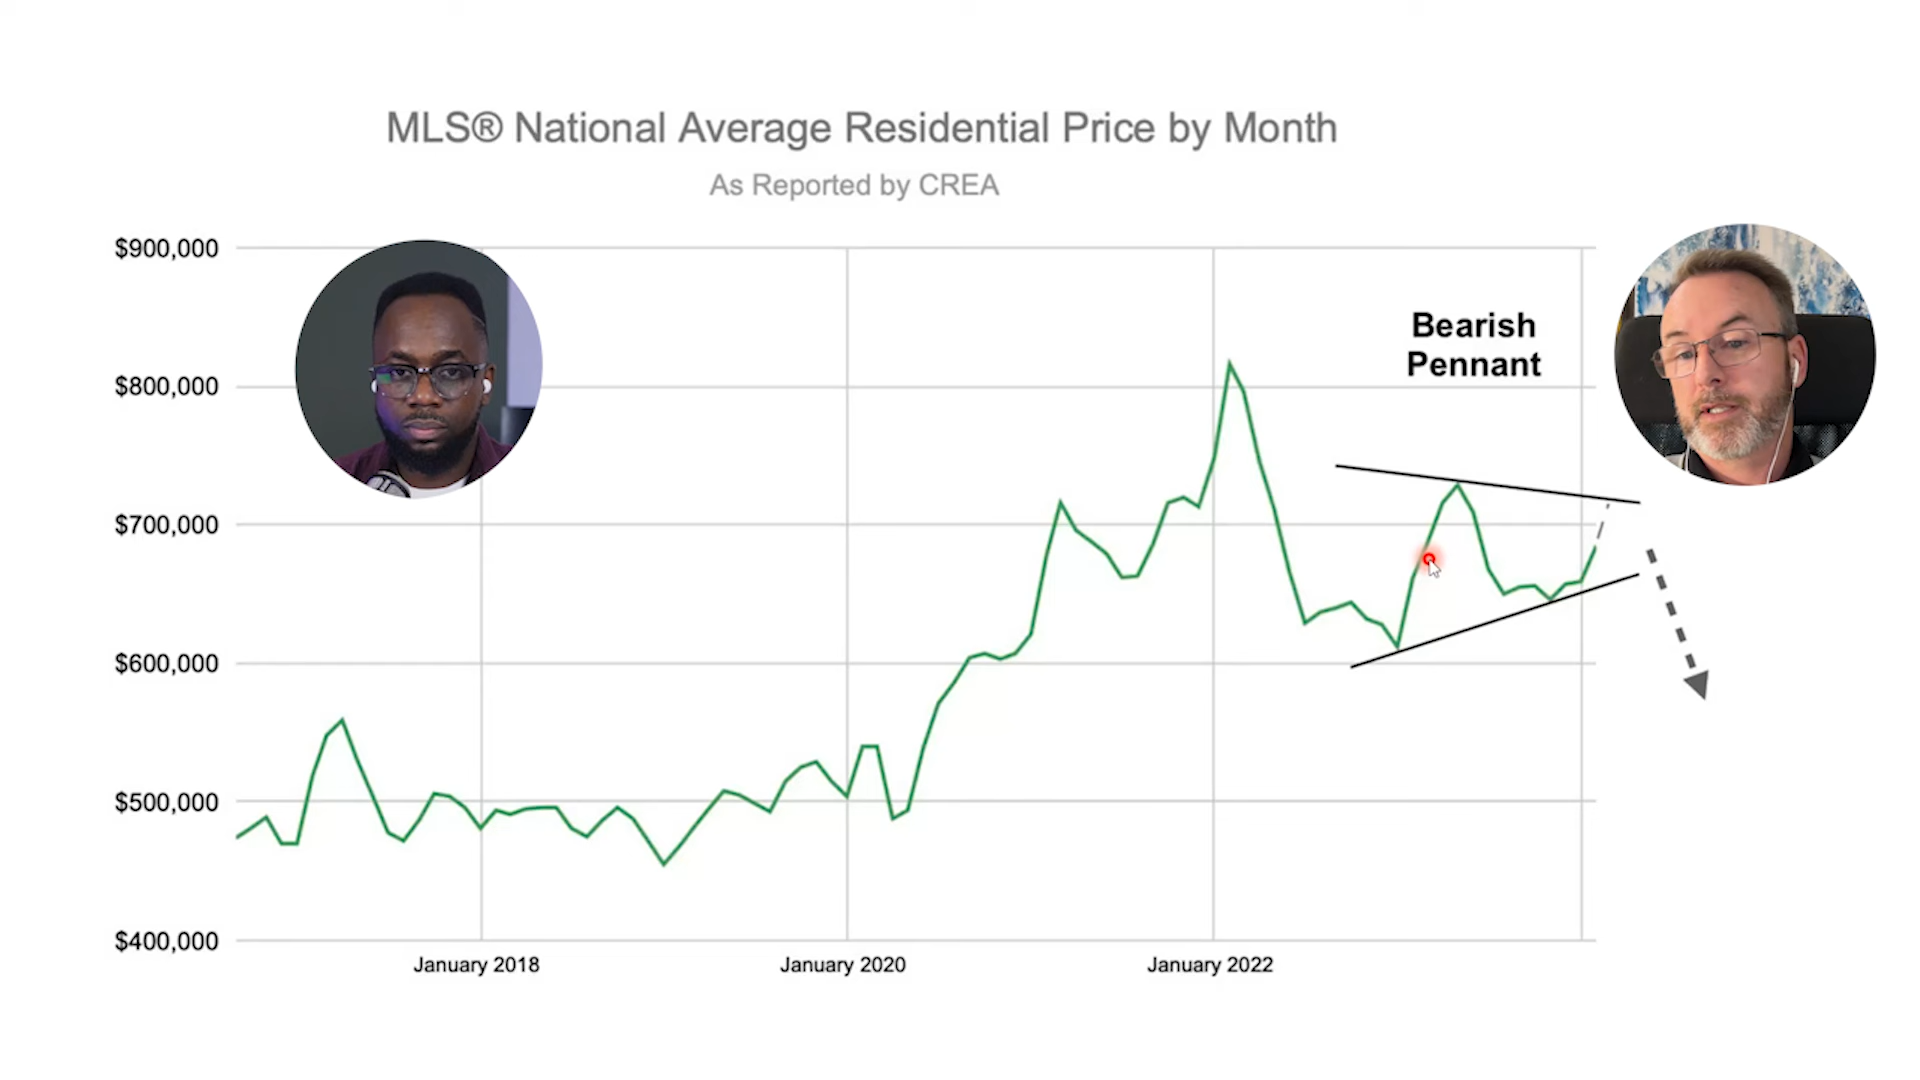 MLS® National Average Residential Price by Month
As Reported by CREA
$900,000
$800,000
$700,000
$600,000
$500,000
$400,000
Bearish
Pennant
January 2018
January 2020
January 2022